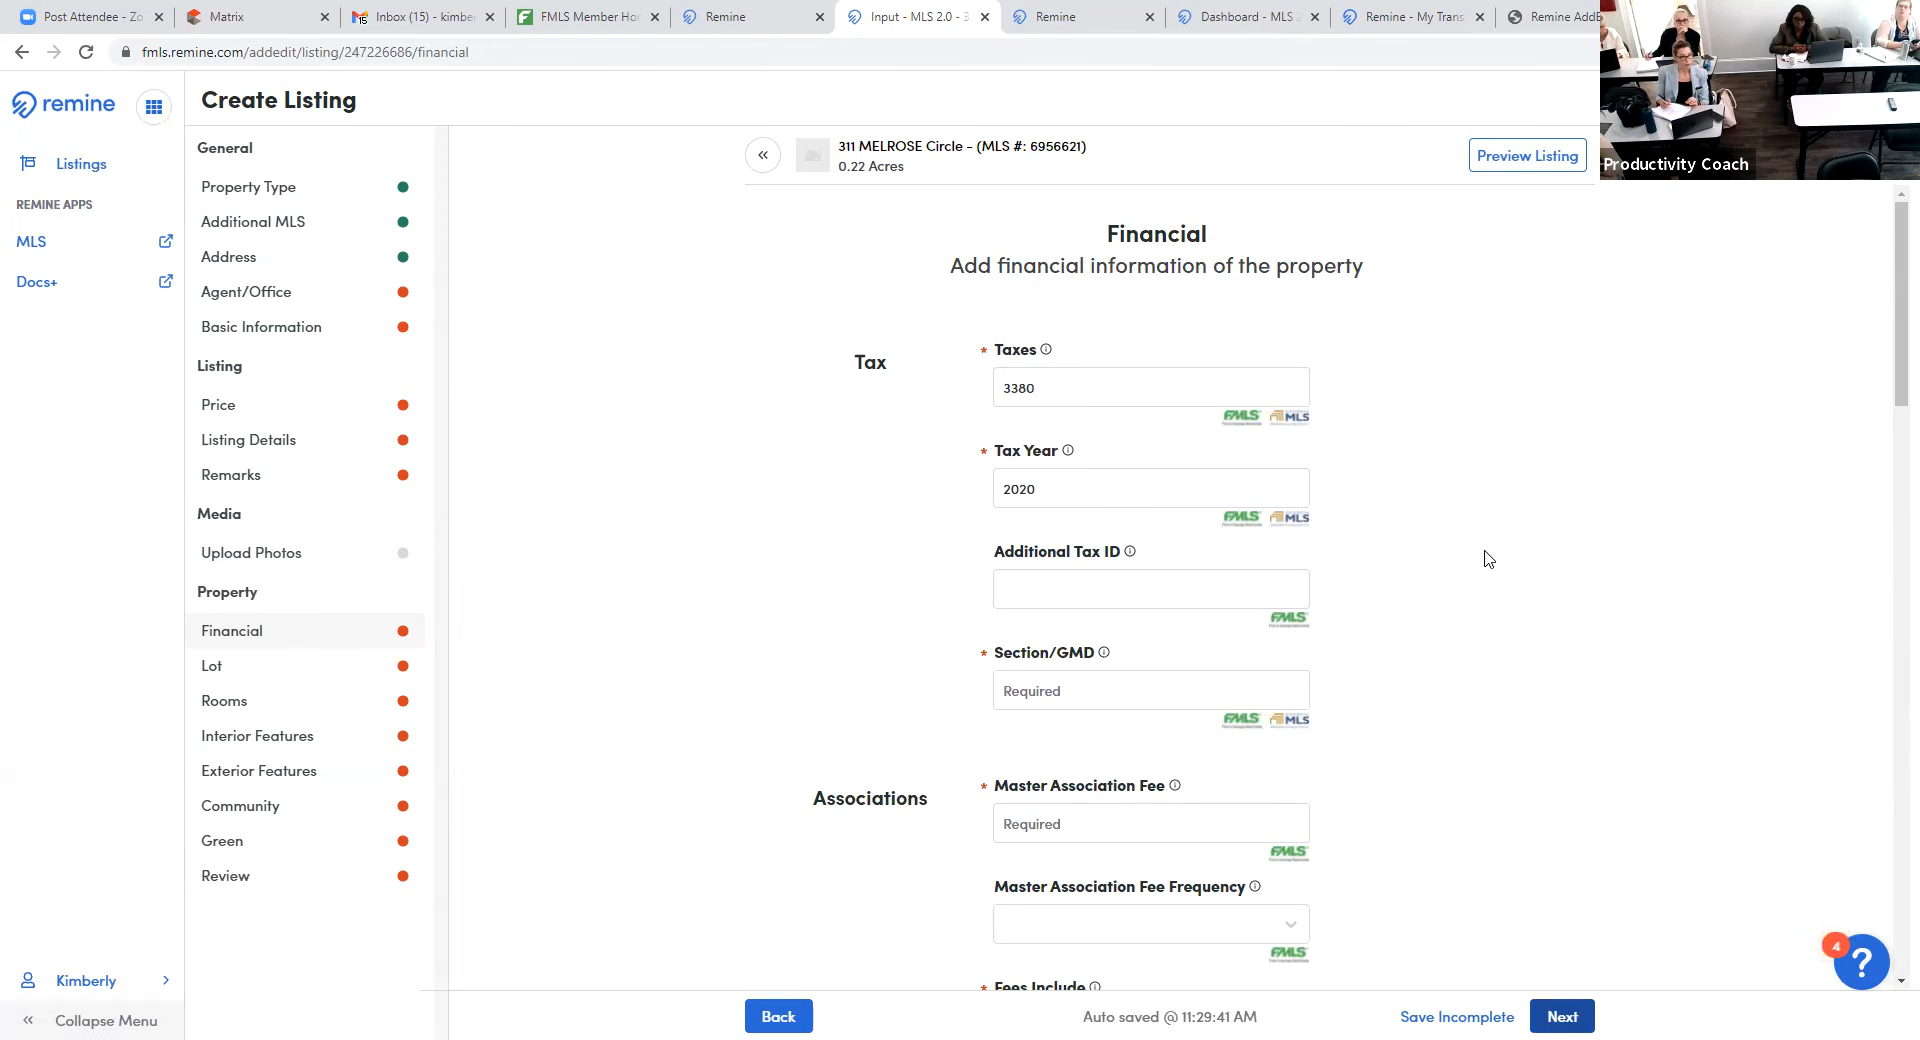 Post Attendee - Zo
Matrix
Inbox (15) - kimbe
FMLS Member Ho
Remine
Input - MLS 2.0 - 3
Remine
Dashboard - MLS 2
Remine - My Trans
Remine AddE
fmls.remine.com/addedit/listing/247226686/financial
remine
Create Listing
Listings
REMINE APPS
MLS
Docs+
General
Property Type
Additional MLS
Address
Agent/Office
Basic Information
Listing
Price
Listing Details
Remarks
Media
Upload Photos
Property
Financial
Lot
Rooms
Interior Features
Exterior Features
Community
Green
Review
Kimberly
Collapse Menu
311 MELROSE Circle - (MLS #: 6956621)
0.22 Acres
Preview Listing
Productivity Coach
Financial
Add financial information of the property
Tax
* Taxes
3380
FMLS MLS
* Tax Year
2020
FMLS MLS
Additional Tax ID
FMLS
* Section/GMD
Required
FMLS MLS
Associations
* Master Association Fee
Required
FMLS
Master Association Fee Frequency
FMLS
* Fees Include
4
?
Back
Auto saved @ 11:29:41 AM
Save Incomplete
Next